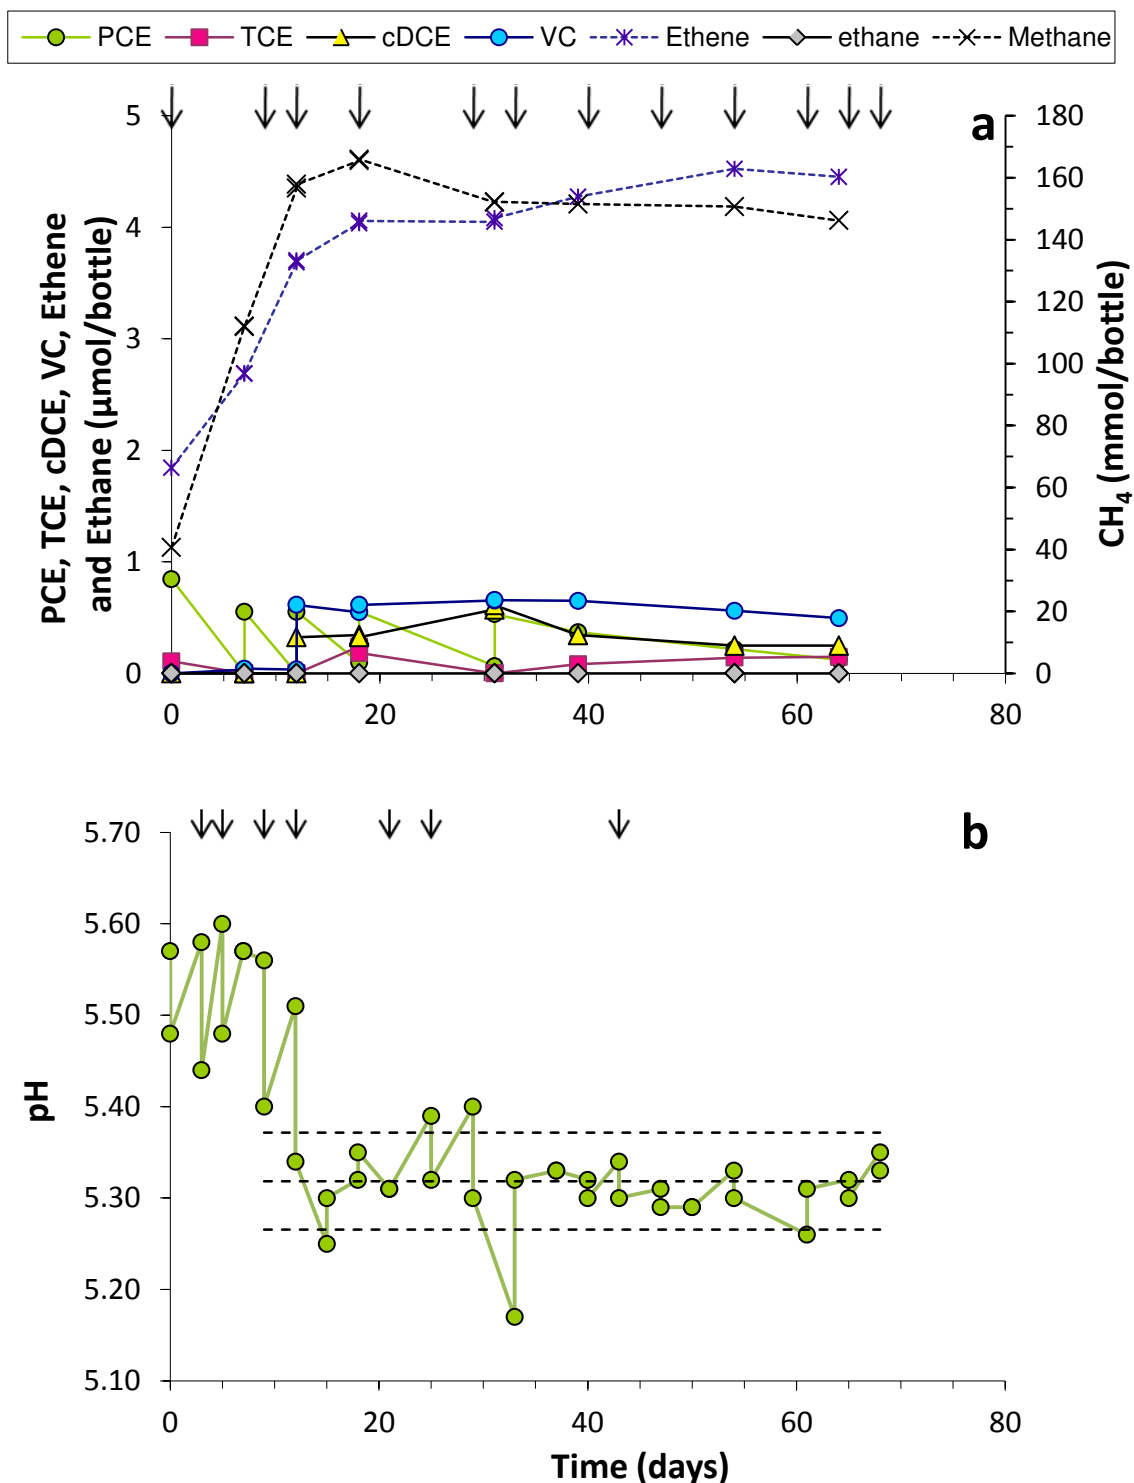 PCE TCE cDCE VC Ethene ethane Methane
a
5 180
160
4 140
120
3 100
2 80
60
1 40
20
0 0
0 20 40 60 80
PCE, TCE, cDCE, VC, Ethene
and Ethane (µmol/bottle)
CH₄ (mmol/bottle)
b
5.70
5.60
5.50
5.40
5.30
5.20
5.10
0 20 40 60 80
pH
Time (days)